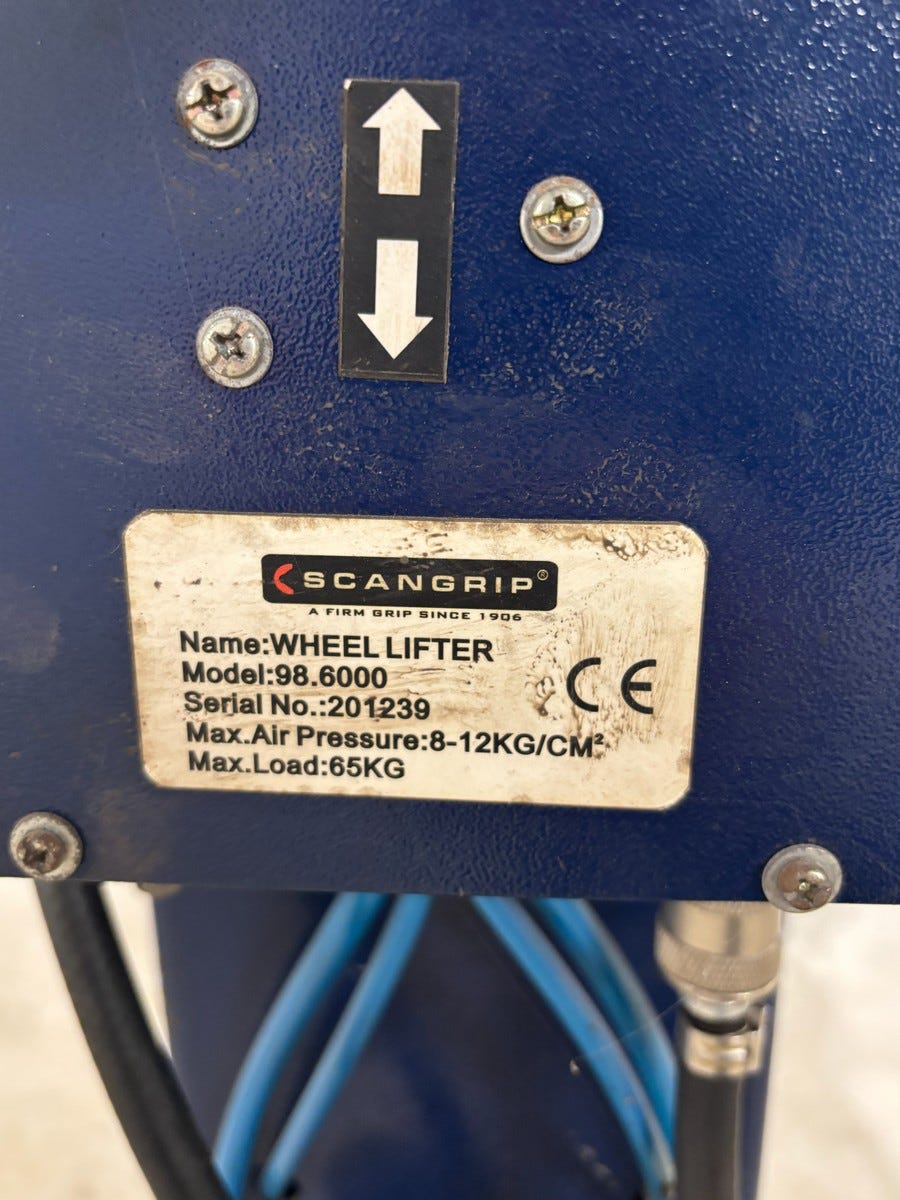 SCANGRIP®
A FIRM GRIP SINCE 1906
Name:WHEEL LIFTER
Model:98.6000
CE
Serial No.:201239
Max.Air Pressure:8-12KG/CM²
Max.Load:65KG